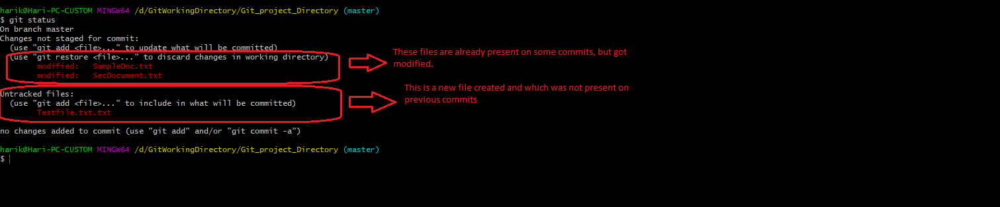 harik@Hari-PC-CUSTOM MINGW64 /d/GitWorkingDirectory/Git_project_Directory (master)
$ git status
On branch master
Changes not staged for commit:
  (use "git add <file>..." to update what will be committed)
  (use "git restore <file>..." to discard changes in working directory)
        modified:   SampleDoc.txt
        modified:   SecDocument.txt
These files are already present on some commits, but got
modified.
Untracked files:
  (use "git add <file>..." to include in what will be committed)
        Testfile.txt.txt
This is a new file created and which was not present on
previous commits
no changes added to commit (use "git add" and/or "git commit -a")
harik@Hari-PC-CUSTOM MINGW64 /d/GitWorkingDirectory/Git_project_Directory (master)
$